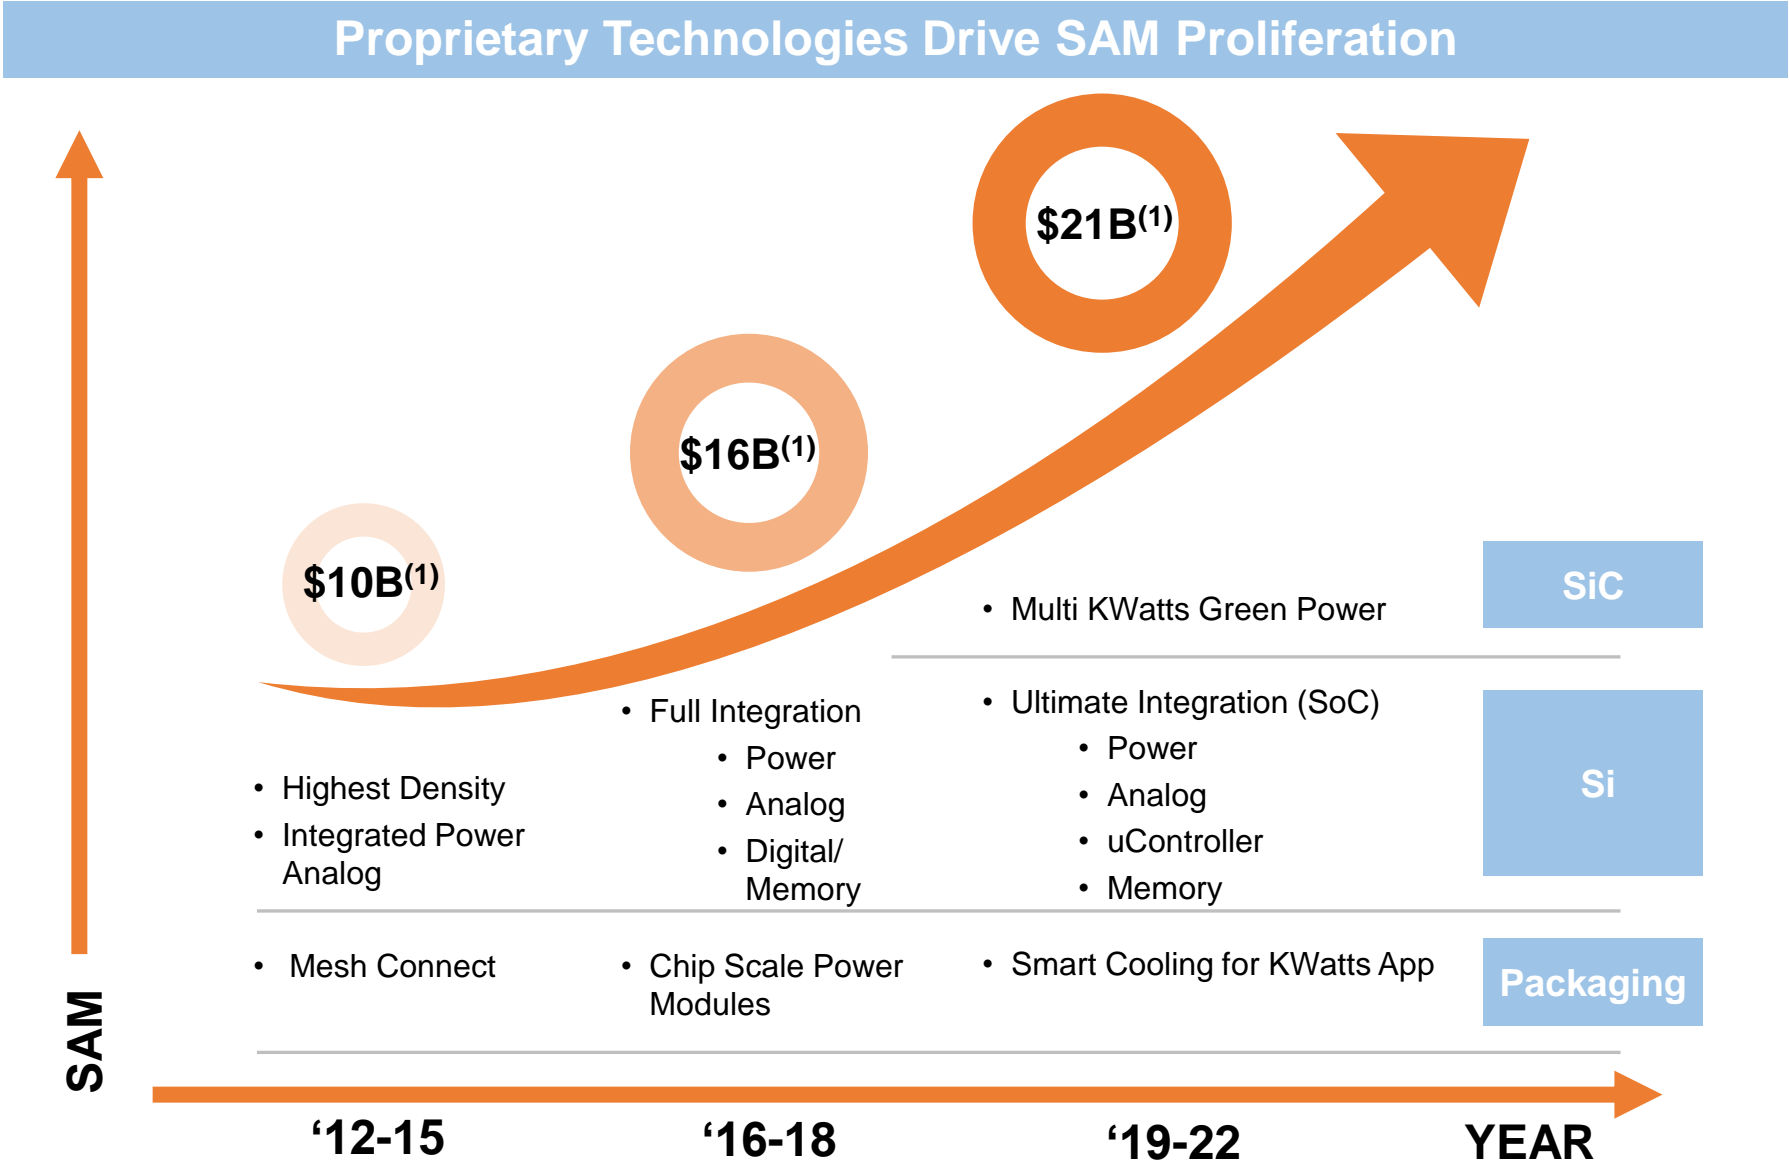 Proprietary Technologies Drive SAM Proliferation
$21B(1)
$16B(1)
$10B(1)
SiC
• Multi KWatts Green Power
• Full Integration
• Power
• Analog
• Digital/
Memory
• Ultimate Integration (SoC)
• Power
• Analog
• uController
• Memory
Si
• Highest Density
• Integrated Power
Analog
• Mesh Connect
• Chip Scale Power
Modules
• Smart Cooling for KWatts App
Packaging
SAM
‘12-15
‘16-18
‘19-22
YEAR